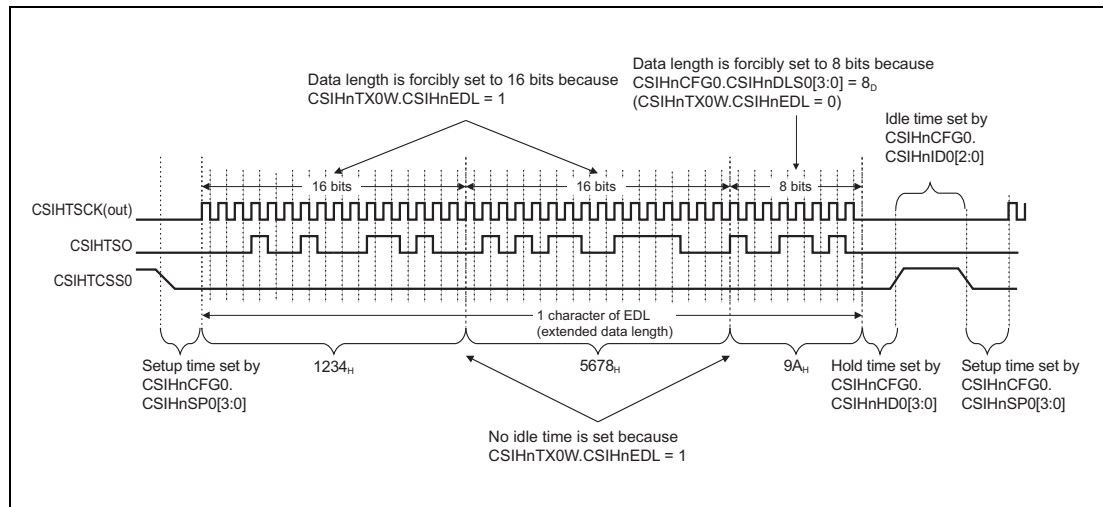 Data length is forcibly set to 16 bits because
CSIHnTX0W.CSIHnEDL = 1
Data length is forcibly set to 8 bits because
CSIHnCFG0.CSIHnDLS0[3:0] = 8D
(CSIHnTX0W.CSIHnEDL = 0)
Idle time set by
CSIHnCFG0.
CSIHnID0[2:0]
16 bits
16 bits
8 bits
CSIHTSCK(out)
CSIHTSO
CSIHTCSS0
1 character of EDL
(extended data length)
Setup time set by
CSIHnCFG0.
CSIHnSP0[3:0]
1234H
5678H
9AH
Hold time set by
CSIHnCFG0.
CSIHnHD0[3:0]
Setup time set by
CSIHnCFG0.
CSIHnSP0[3:0]
No idle time is set because
CSIHnTX0W.CSIHnEDL = 1